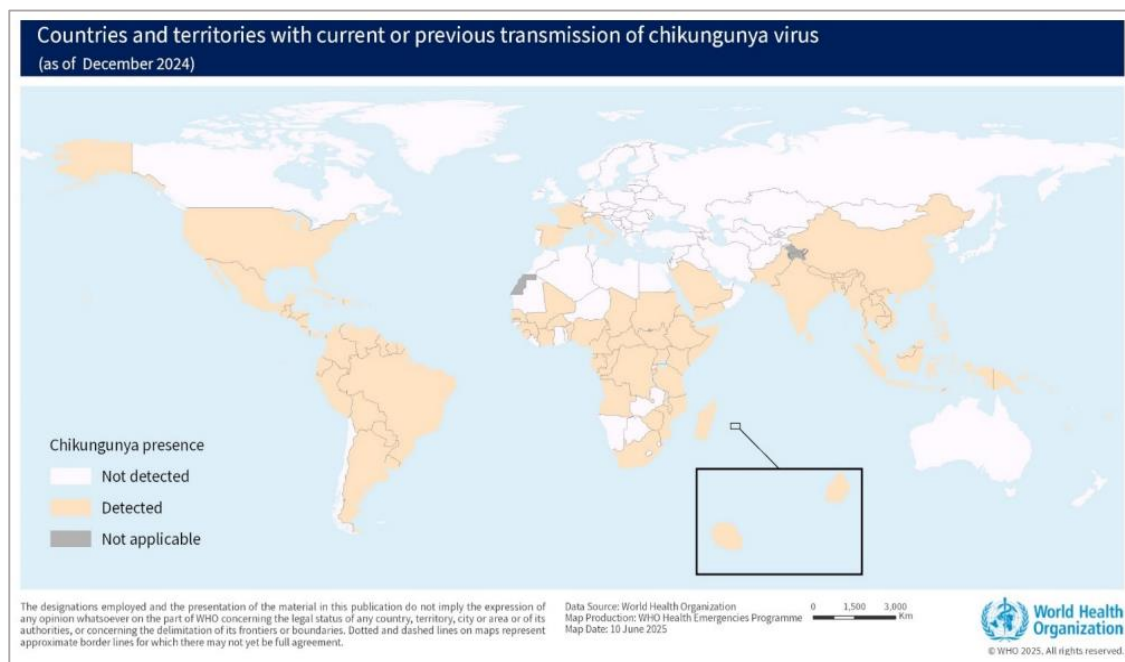 Countries and territories with current or previous transmission of chikungunya virus
(as of December 2024)
Chikungunya presence
Not detected
Detected
Not applicable
The designations employed and the presentation of the material in this publication do not imply the expression of
any opinion whatsoever on the part of WHO concerning the legal status of any country, territory, city or area or of its
authorities, or concerning the delimitation of its frontiers or boundaries. Dotted and dashed lines on maps represent
approximate border lines for which there may not yet be full agreement.
Data Source: World Health Organization
Map Production: WHO Health Emergencies Programme
Map Date: 10 June 2025
0 1,500 3,000
Km
World Health
Organization
© WHO 2025. All rights reserved.